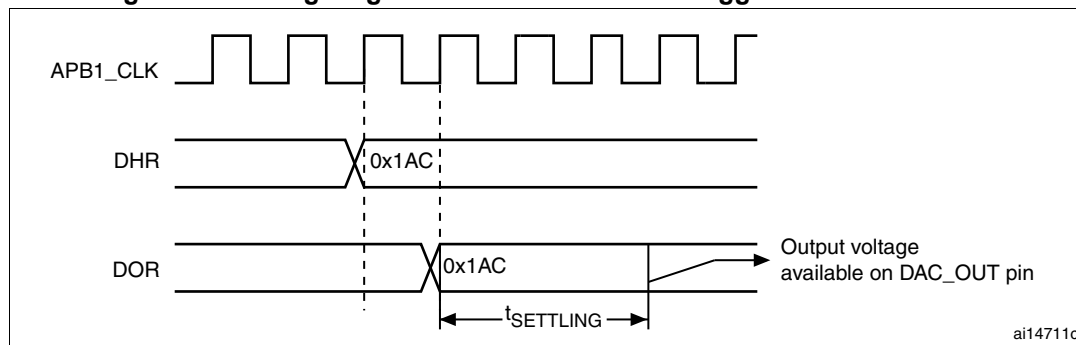 APB1_CLK
DHR
0x1AC
DOR
0x1AC
Output voltage
available on DAC_OUT pin
tSETTLING
ai14711c